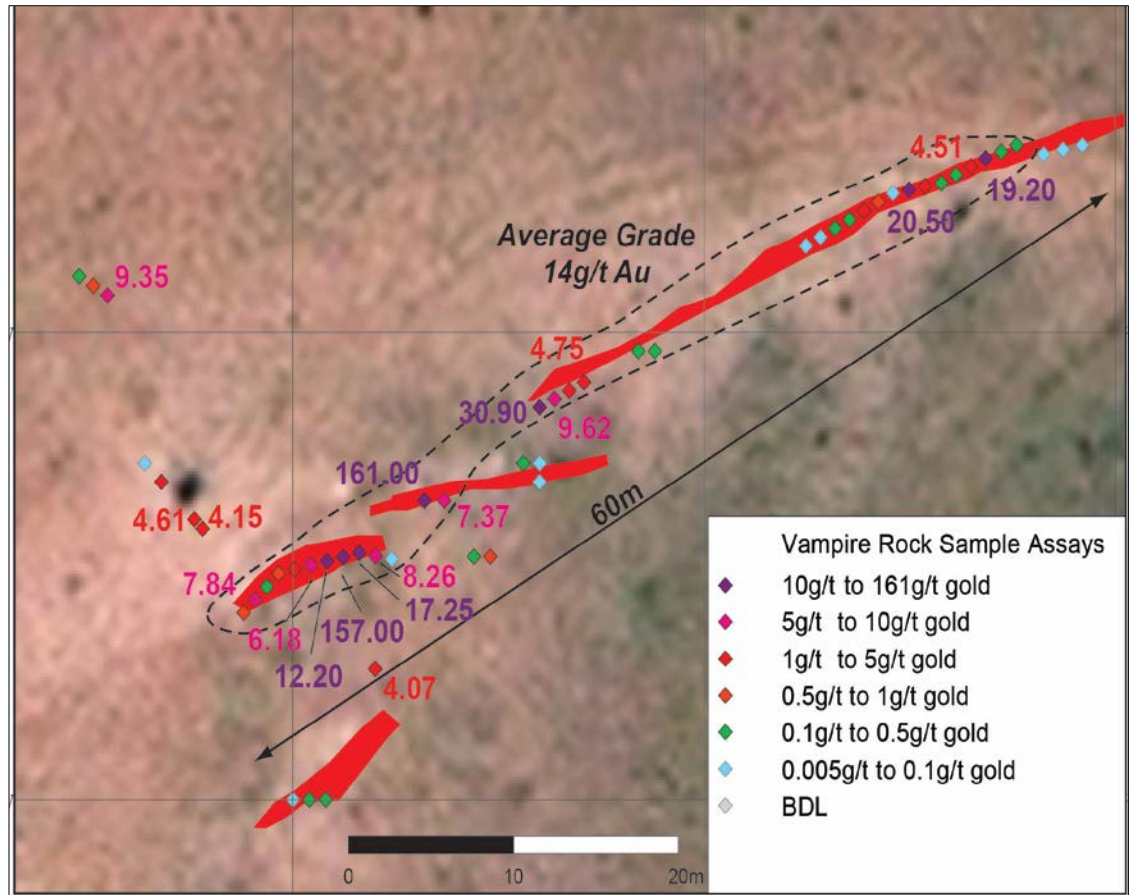 4.51
19.20
20.50
Average Grade
14g/t Au
9.35
4.75
30.90
9.62
161.00
60m
7.37
4.61
4.15
7.84
8.26
17.25
6.18
157.00
12.20
4.07
Vampire Rock Sample Assays
10g/t to 161g/t gold
5g/t to 10g/t gold
1g/t to 5g/t gold
0.5g/t to 1g/t gold
0.1g/t to 0.5g/t gold
0.005g/t to 0.1g/t gold
BDL
0 10 20m